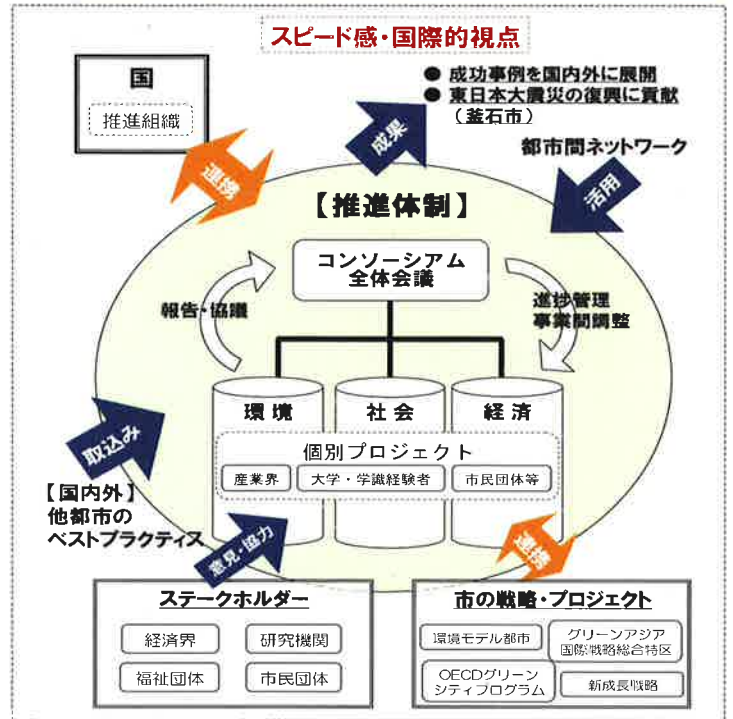 スピード感・国際的視点
国
推進組織
● 成功事例を国内外に展開
● 東日本大震災の復興に貢献
（釜石市）
成果
連携
都市間ネットワーク
活用
【推進体制】
コンソーシアム
全体会議
報告・協議
進捗管理
事業間調整
環境
社会
経済
個別プロジェクト
産業界
大学・学識経験者
市民団体等
取込み
【国内外】
他都市の
ベストプラクティス
意見・協力
連携
ステークホルダー
経済界
研究機関
福祉団体
市民団体
市の戦略・プロジェクト
環境モデル都市
グリーンアジア
国際戦略総合特区
OECDグリーン
シティプログラム
新成長戦略